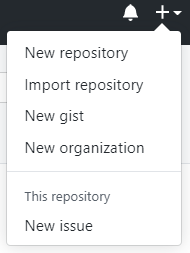 New repository
Import repository
New gist
New organization
This repository
New issue